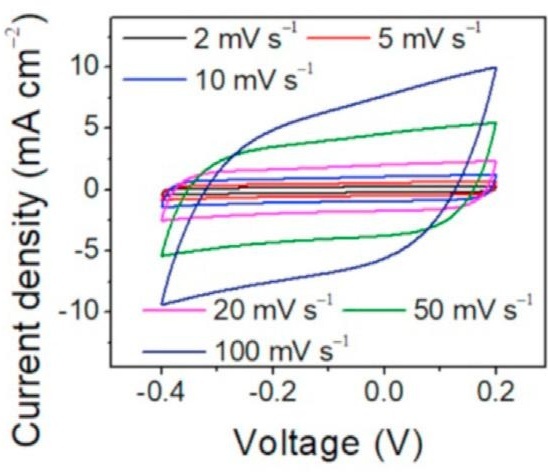 2 mV s⁻¹ 5 mV s⁻¹
10 mV s⁻¹
20 mV s⁻¹ 50 mV s⁻¹
100 mV s⁻¹
Current density (mA cm⁻²)
10
5
0
-5
-10
-0.4 -0.2 0.0 0.2
Voltage (V)